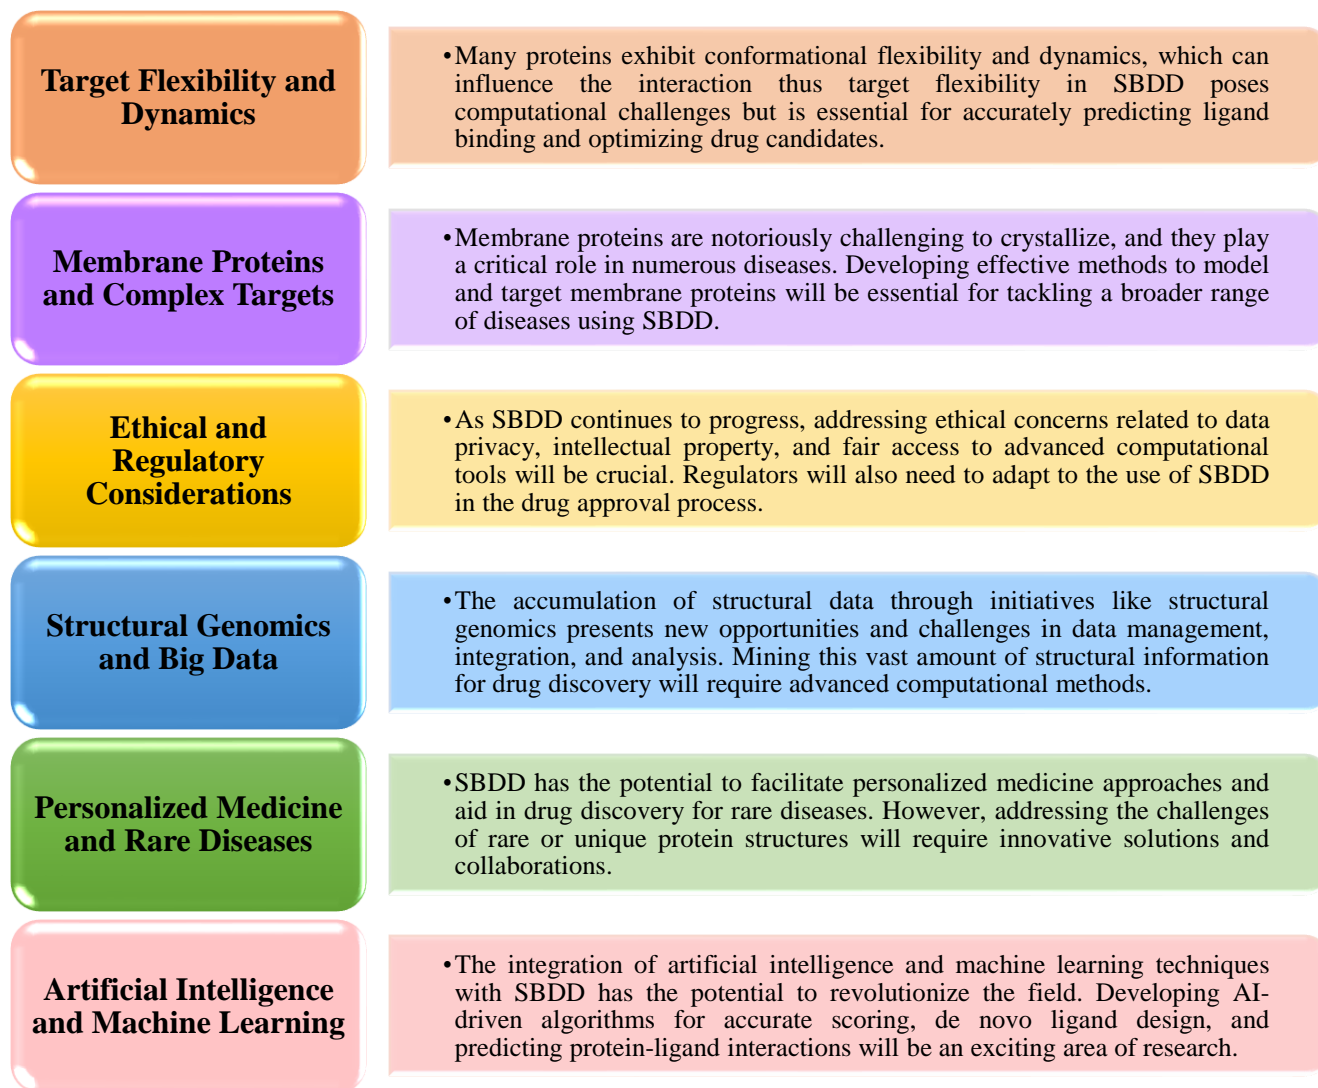 Target Flexibility and
Dynamics
•Many proteins exhibit conformational flexibility and dynamics, which can
influence the interaction thus target flexibility in SBDD poses
computational challenges but is essential for accurately predicting ligand
binding and optimizing drug candidates.
Membrane Proteins
and Complex Targets
•Membrane proteins are notoriously challenging to crystallize, and they play
a critical role in numerous diseases. Developing effective methods to model
and target membrane proteins will be essential for tackling a broader range
of diseases using SBDD.
Ethical and
Regulatory
Considerations
•As SBDD continues to progress, addressing ethical concerns related to data
privacy, intellectual property, and fair access to advanced computational
tools will be crucial. Regulators will also need to adapt to the use of SBDD
in the drug approval process.
Structural Genomics
and Big Data
•The accumulation of structural data through initiatives like structural
genomics presents new opportunities and challenges in data management,
integration, and analysis. Mining this vast amount of structural information
for drug discovery will require advanced computational methods.
Personalized Medicine
and Rare Diseases
•SBDD has the potential to facilitate personalized medicine approaches and
aid in drug discovery for rare diseases. However, addressing the challenges
of rare or unique protein structures will require innovative solutions and
collaborations.
Artificial Intelligence
and Machine Learning
•The integration of artificial intelligence and machine learning techniques
with SBDD has the potential to revolutionize the field. Developing AI-
driven algorithms for accurate scoring, de novo ligand design, and
predicting protein-ligand interactions will be an exciting area of research.